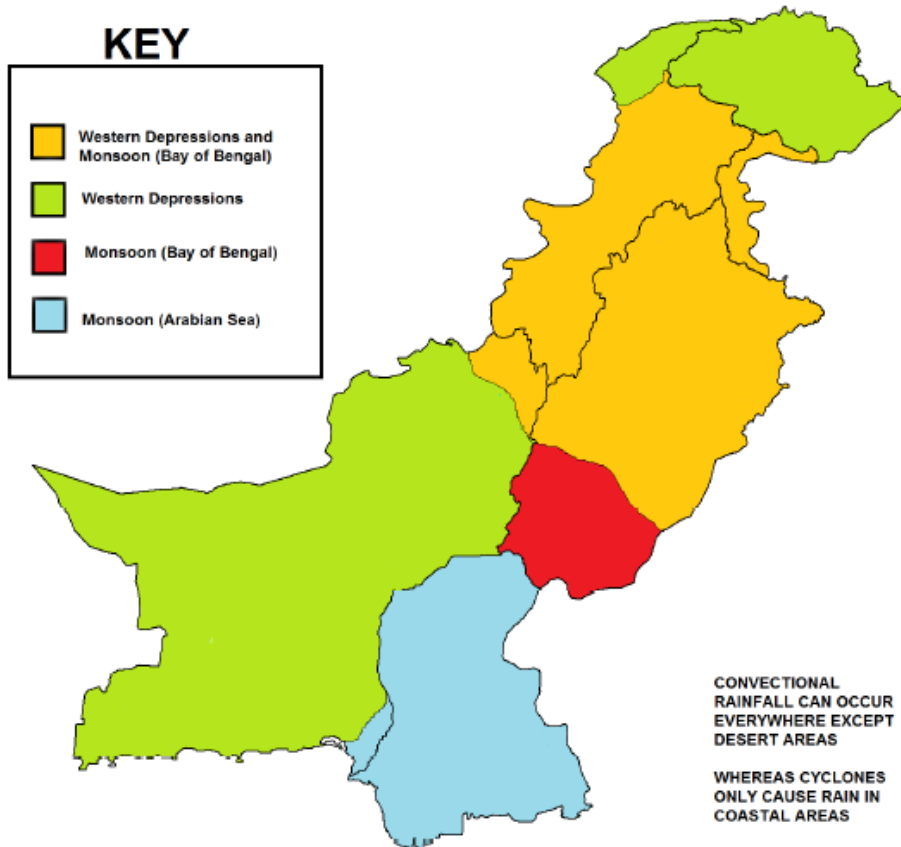 KEY
Western Depressions and
Monsoon (Bay of Bengal)
Western Depressions
Monsoon (Bay of Bengal)
Monsoon (Arabian Sea)
CONVECTIONAL
RAINFALL CAN OCCUR
EVERYWHERE EXCEPT
DESERT AREAS
WHEREAS CYCLONES
ONLY CAUSE RAIN IN
COASTAL AREAS